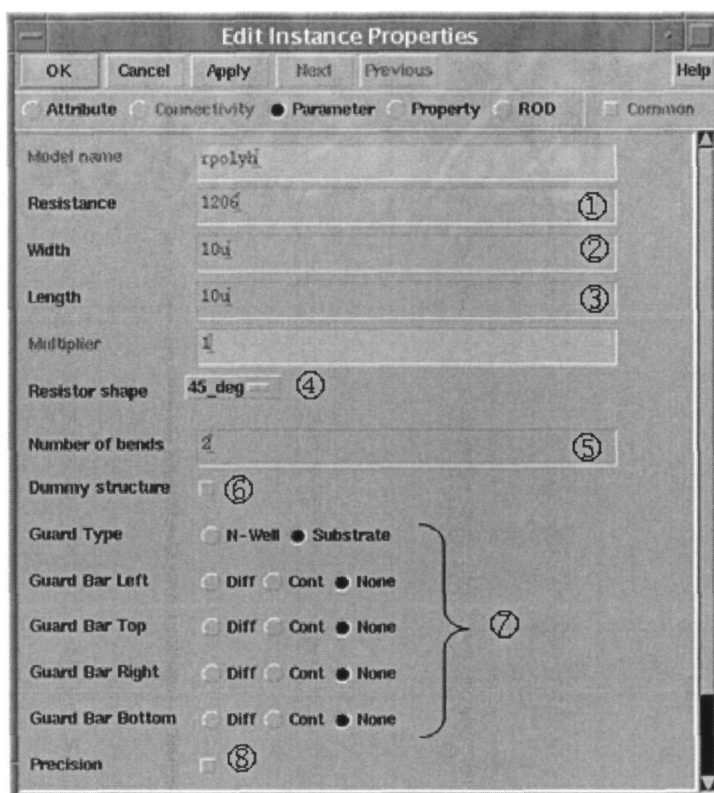 Edit Instance Properties
OK Cancel Apply Next Previous Help
Attribute Connectivity Parameter Property ROD Common
Model name rpolyh
Resistance 1206 ①
Width 10u ②
Length 10u ③
Multiplier 1
Resistor shape 45_deg ④
Number of bends 2 ⑤
Dummy structure ⑥
Guard Type N-Well Substrate
Guard Bar Left Diff Cont None
Guard Bar Top Diff Cont None ⑦
Guard Bar Right Diff Cont None
Guard Bar Bottom Diff Cont None
Precision ⑧